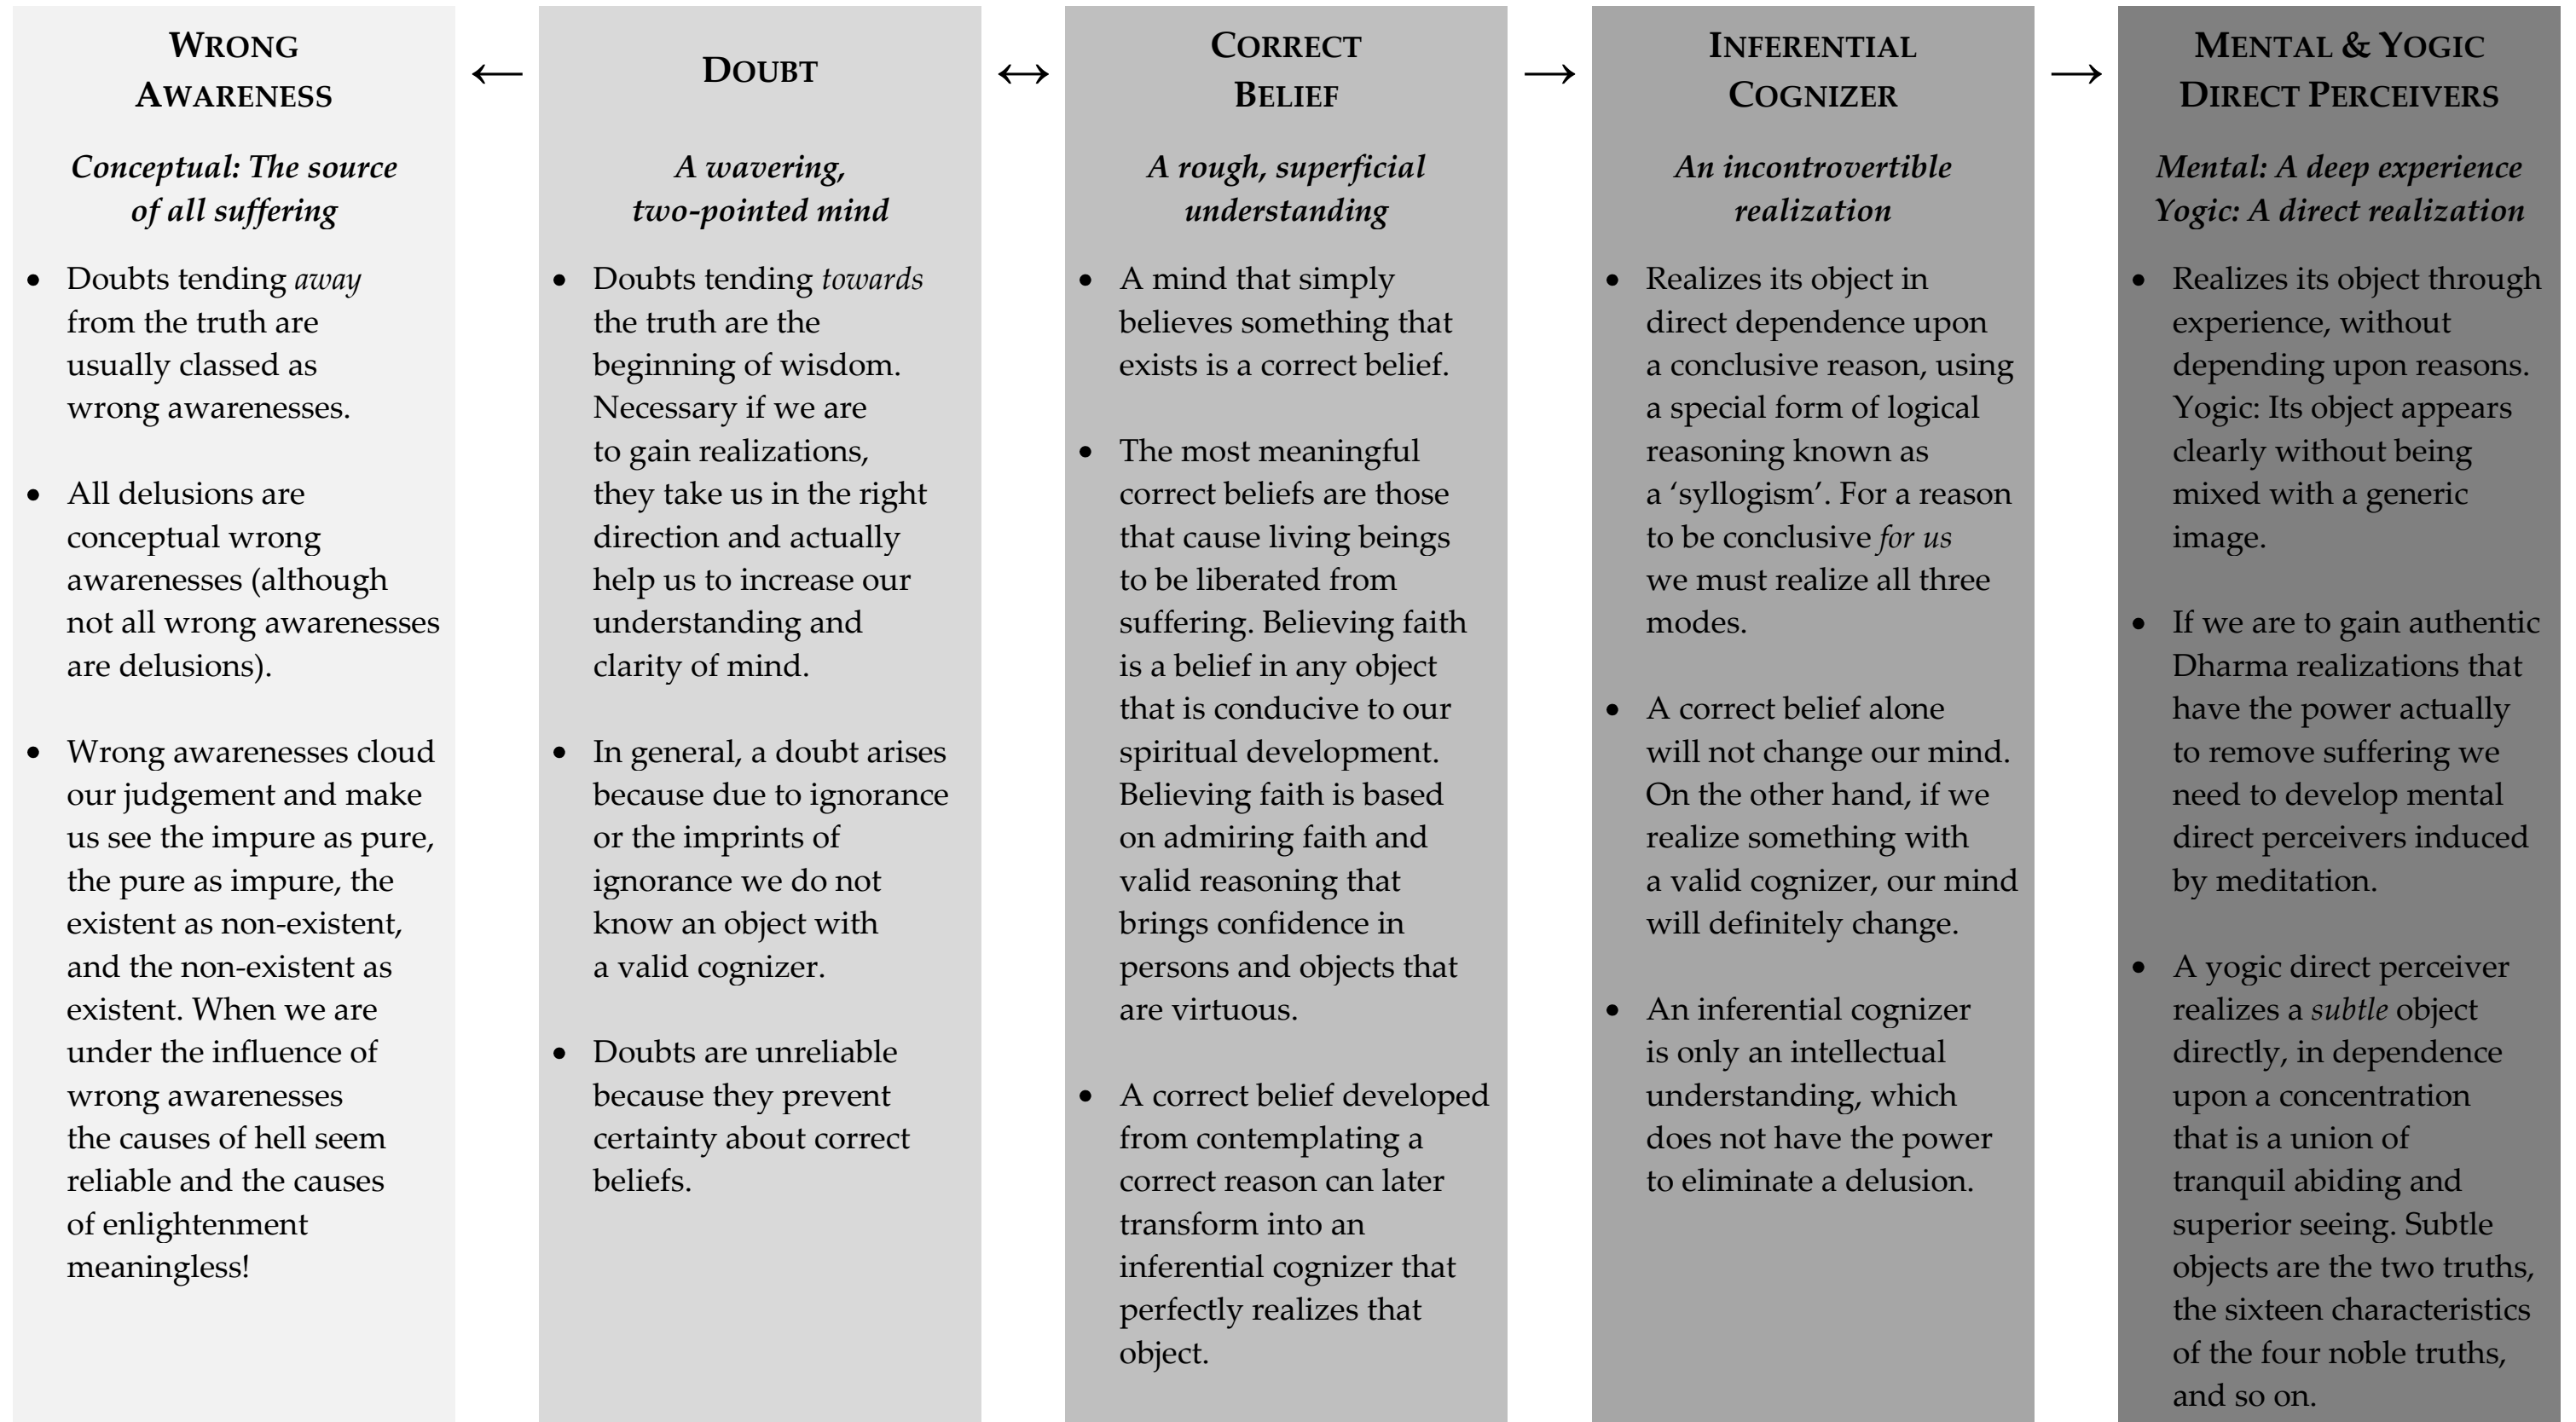 WRONG
AWARENESS
Conceptual: The source
of all suffering
• Doubts tending away
from the truth are
usually classed as
wrong awarenesses.
• All delusions are
conceptual wrong
awarenesses (although
not all wrong awarenesses
are delusions).
• Wrong awarenesses cloud
our judgement and make
us see the impure as pure,
the pure as impure, the
existent as non-existent,
and the non-existent as
existent. When we are
under the influence of
wrong awarenesses
the causes of hell seem
reliable and the causes
of enlightenment
meaningless!
←
DOUBT
A wavering,
two-pointed mind
• Doubts tending towards
the truth are the
beginning of wisdom.
Necessary if we are
to gain realizations,
they take us in the right
direction and actually
help us to increase our
understanding and
clarity of mind.
• In general, a doubt arises
because due to ignorance
or the imprints of
ignorance we do not
know an object with
a valid cognizer.
• Doubts are unreliable
because they prevent
certainty about correct
beliefs.
↔
CORRECT
BELIEF
A rough, superficial
understanding
• A mind that simply
believes something that
exists is a correct belief.
• The most meaningful
correct beliefs are those
that cause living beings
to be liberated from
suffering. Believing faith
is a belief in any object
that is conducive to our
spiritual development.
Believing faith is based
on admiring faith and
valid reasoning that
brings confidence in
persons and objects that
are virtuous.
• A correct belief developed
from contemplating a
correct reason can later
transform into an
inferential cognizer that
perfectly realizes that
object.
→
INFERENTIAL
COGNIZER
An incontrovertible
realization
• Realizes its object in
direct dependence upon
a conclusive reason, using
a special form of logical
reasoning known as
a ‘syllogism’. For a reason
to be conclusive for us
we must realize all three
modes.
• A correct belief alone
will not change our mind.
On the other hand, if we
realize something with
a valid cognizer, our mind
will definitely change.
• An inferential cognizer
is only an intellectual
understanding, which
does not have the power
to eliminate a delusion.
→
MENTAL & YOGIC
DIRECT PERCEIVERS
Mental: A deep experience
Yogic: A direct realization
• Realizes its object through
experience, without
depending upon reasons.
Yogic: Its object appears
clearly without being
mixed with a generic
image.
• If we are to gain authentic
Dharma realizations that
have the power actually
to remove suffering we
need to develop mental
direct perceivers induced
by meditation.
• A yogic direct perceiver
realizes a subtle object
directly, in dependence
upon a concentration
that is a union of
tranquil abiding and
superior seeing. Subtle
objects are the two truths,
the sixteen characteristics
of the four noble truths,
and so on.